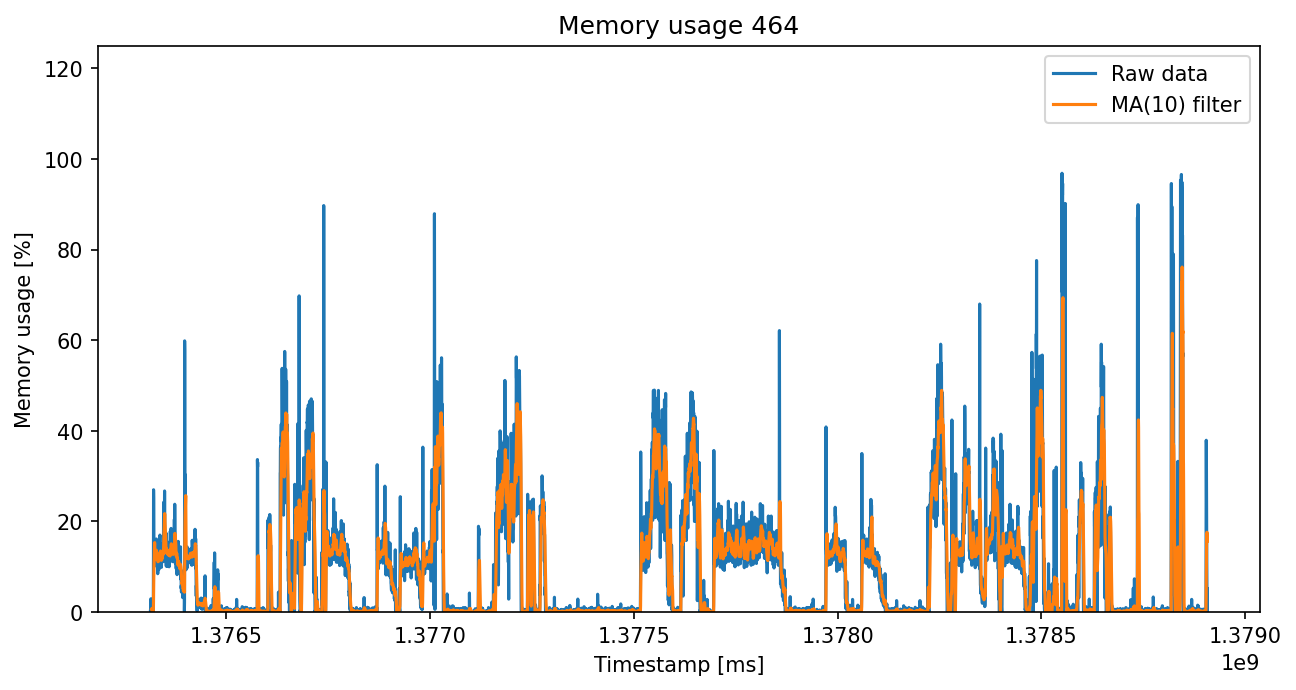 Memory usage 464
Raw data
MA(10) filter
Memory usage [%]
120
100
80
60
40
20
0
1.3765 1.3770 1.3775 1.3780 1.3785 1.3790
1e9
Timestamp [ms]